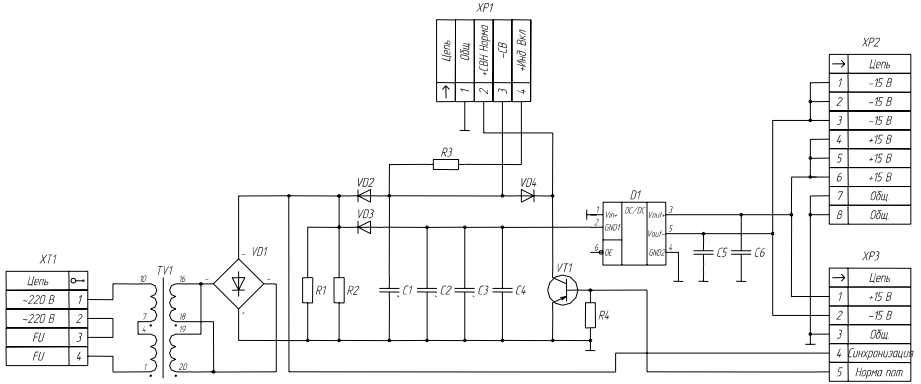 XP1
Цепь
Общ.
+СВН Норма
-СВ
+Инд. Вкл
1
2
3
4
XP2
Цепь
1 -15 В
2 -15 В
3 -15 В
4 +15 В
5 +15 В
6 +15 В
7 Общ.
8 Общ.
R3
VD2
VD4
VD3
D1
1 Vin+ DC/DC Vout+ 3
2 GND1 Vout- 5
6 OE GND2 4
C5
C6
XT1
Цепь
~220 В 1
~220 В 2
FU 3
FU 4
TV1
10
16
7
18
4
19
1
20
VD1
-
~
~
+
R1
R2
C1
C2
C3
C4
VT1
R4
XP3
Цепь
1 +15 В
2 -15 В
3 Общ.
4 Синхронизация
5 Норма пот.